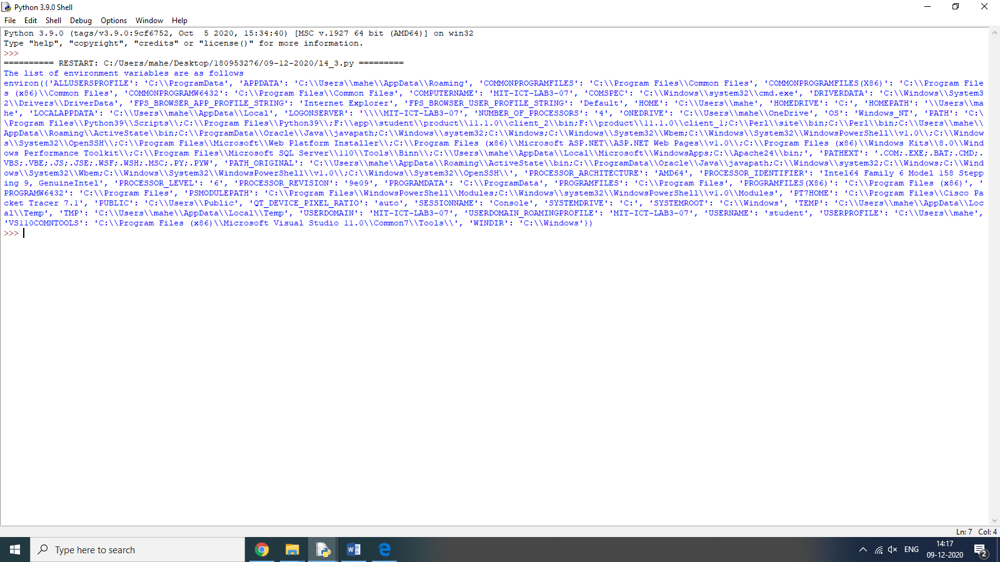 Python 3.9.0 Shell
File Edit Shell Debug Options Window Help
Python 3.9.0 (tags/v3.9.0:9cf6752, Oct  5 2020, 15:34:40) [MSC v.1927 64 bit (AMD64)] on win32
Type "help", "copyright", "credits" or "license()" for more information.
>>>
========== RESTART: C:/Users/mahe/Desktop/180953276/09-12-2020/l4_3.py =========
The list of environment variables are as follows
environ({'ALLUSERSPROFILE': 'C:\\ProgramData', 'APPDATA': 'C:\\Users\\mahe\\AppData\\Roaming', 'COMMONPROGRAMFILES': 'C:\\Program Files\\Common Files', 'COMMONPROGRAMFILES(X86)': 'C:\\Program File
s (x86)\\Common Files', 'COMMONPROGRAMW6432': 'C:\\Program Files\\Common Files', 'COMPUTERNAME': 'MIT-ICT-LAB3-07', 'COMSPEC': 'C:\\Windows\\system32\\cmd.exe', 'DRIVERDATA': 'C:\\Windows\\System3
2\\Drivers\\DriverData', 'FPS_BROWSER_APP_PROFILE_STRING': 'Internet Explorer', 'FPS_BROWSER_USER_PROFILE_STRING': 'Default', 'HOME': 'C:\\Users\\mahe', 'HOMEDRIVE': 'C:', 'HOMEPATH': '\\Users\\ma
he', 'LOCALAPPDATA': 'C:\\Users\\mahe\\AppData\\Local', 'LOGONSERVER': '\\\\MIT-ICT-LAB3-07', 'NUMBER_OF_PROCESSORS': '4', 'ONEDRIVE': 'C:\\Users\\mahe\\OneDrive', 'OS': 'Windows_NT', 'PATH': 'C:\
\Program Files\\Python39\\Scripts\\;C:\\Program Files\\Python39\\;F:\\app\\student\\product\\11.1.0\\client_2\\bin;F:\\product\\11.1.0\\client_1;C:\\Perl\\site\\bin;C:\\Perl\\bin;C:\\Users\\mahe\\
AppData\\Roaming\\ActiveState\\bin;C:\\ProgramData\\Oracle\\Java\\javapath;C:\\Windows\\system32;C:\\Windows;C:\\Windows\\System32\\Wbem;C:\\Windows\\System32\\WindowsPowerShell\\v1.0\\;C:\\Window
s\\System32\\OpenSSH\\;C:\\Program Files\\Microsoft\\Web Platform Installer\\;C:\\Program Files (x86)\\Microsoft ASP.NET\\ASP.NET Web Pages\\v1.0\\;C:\\Program Files (x86)\\Windows Kits\\8.0\\Wind
ows Performance Toolkit\\;C:\\Program Files\\Microsoft SQL Server\\110\\Tools\\Binn\\;C:\\Users\\mahe\\AppData\\Local\\Microsoft\\WindowsApps;C:\\Apache24\\bin;', 'PATHEXT': '.COM;.EXE;.BAT;.CMD;.
VBS;.VBE;.JS;.JSE;.WSF;.WSH;.MSC;.PY;.PYW', 'PATH_ORIGINAL': 'C:\\Users\\mahe\\AppData\\Roaming\\ActiveState\\bin;C:\\ProgramData\\Oracle\\Java\\javapath;C:\\Windows\\system32;C:\\Windows;C:\\Wind
ows\\System32\\Wbem;C:\\Windows\\System32\\WindowsPowerShell\\v1.0\\;C:\\Windows\\System32\\OpenSSH\\', 'PROCESSOR_ARCHITECTURE': 'AMD64', 'PROCESSOR_IDENTIFIER': 'Intel64 Family 6 Model 158 Stepp
ing 9, GenuineIntel', 'PROCESSOR_LEVEL': '6', 'PROCESSOR_REVISION': '9e09', 'PROGRAMDATA': 'C:\\ProgramData', 'PROGRAMFILES': 'C:\\Program Files', 'PROGRAMFILES(X86)': 'C:\\Program Files (x86)', '
PROGRAMW6432': 'C:\\Program Files', 'PSMODULEPATH': 'C:\\Program Files\\WindowsPowerShell\\Modules;C:\\Windows\\system32\\WindowsPowerShell\\v1.0\\Modules', 'PT7HOME': 'C:\\Program Files\\Cisco Pa
cket Tracer 7.1', 'PUBLIC': 'C:\\Users\\Public', 'QT_DEVICE_PIXEL_RATIO': 'auto', 'SESSIONNAME': 'Console', 'SYSTEMDRIVE': 'C:', 'SYSTEMROOT': 'C:\\Windows', 'TEMP': 'C:\\Users\\mahe\\AppData\\Loc
al\\Temp', 'TMP': 'C:\\Users\\mahe\\AppData\\Local\\Temp', 'USERDOMAIN': 'MIT-ICT-LAB3-07', 'USERDOMAIN_ROAMINGPROFILE': 'MIT-ICT-LAB3-07', 'USERNAME': 'student', 'USERPROFILE': 'C:\\Users\\mahe',
'VS110COMNTOOLS': 'C:\\Program Files (x86)\\Microsoft Visual Studio 11.0\\Common7\\Tools\\', 'WINDIR': 'C:\\Windows'})
>>>
Ln: 7 Col: 4
Type here to search
ENG
14:17
09-12-2020
2